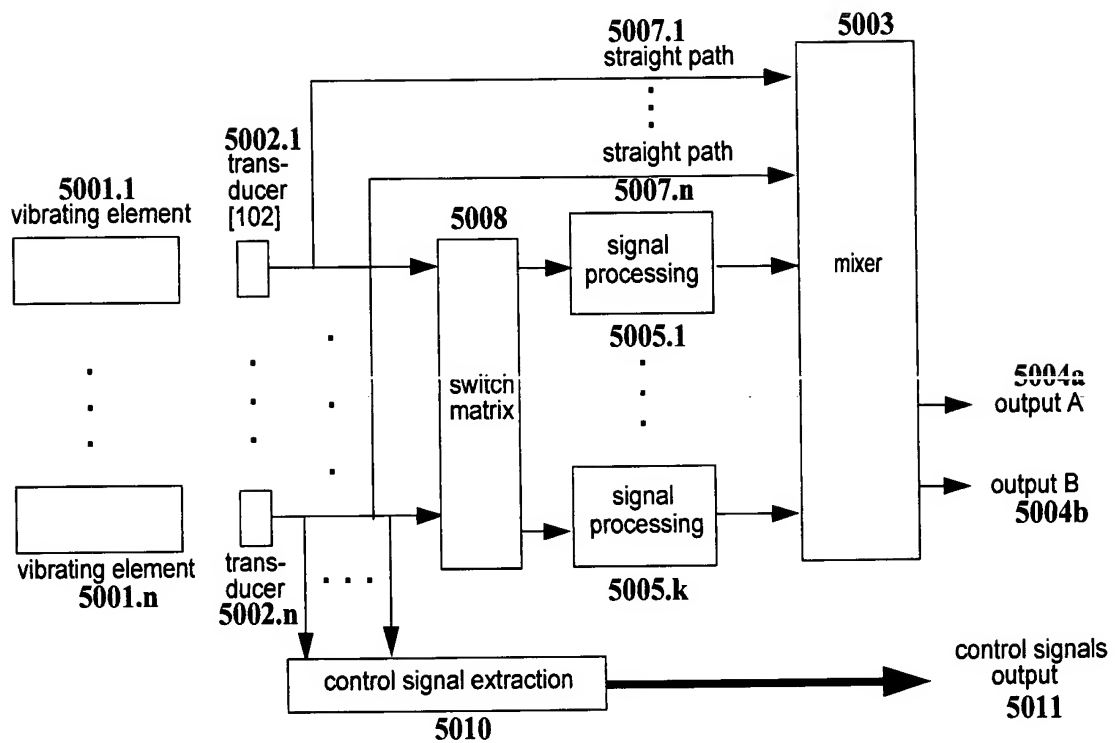 5007.1
straight path
5003
5002.1
trans-
ducer
[102]
straight path
5007.n
5001.1
vibrating element
5008
signal
processing
5005.1
mixer
switch
matrix
5004a
output A
signal
processing
5005.k
output B
5004b
vibrating element
5001.n
trans-
ducer
5002.n
control signal extraction
5010
control signals
output
5011